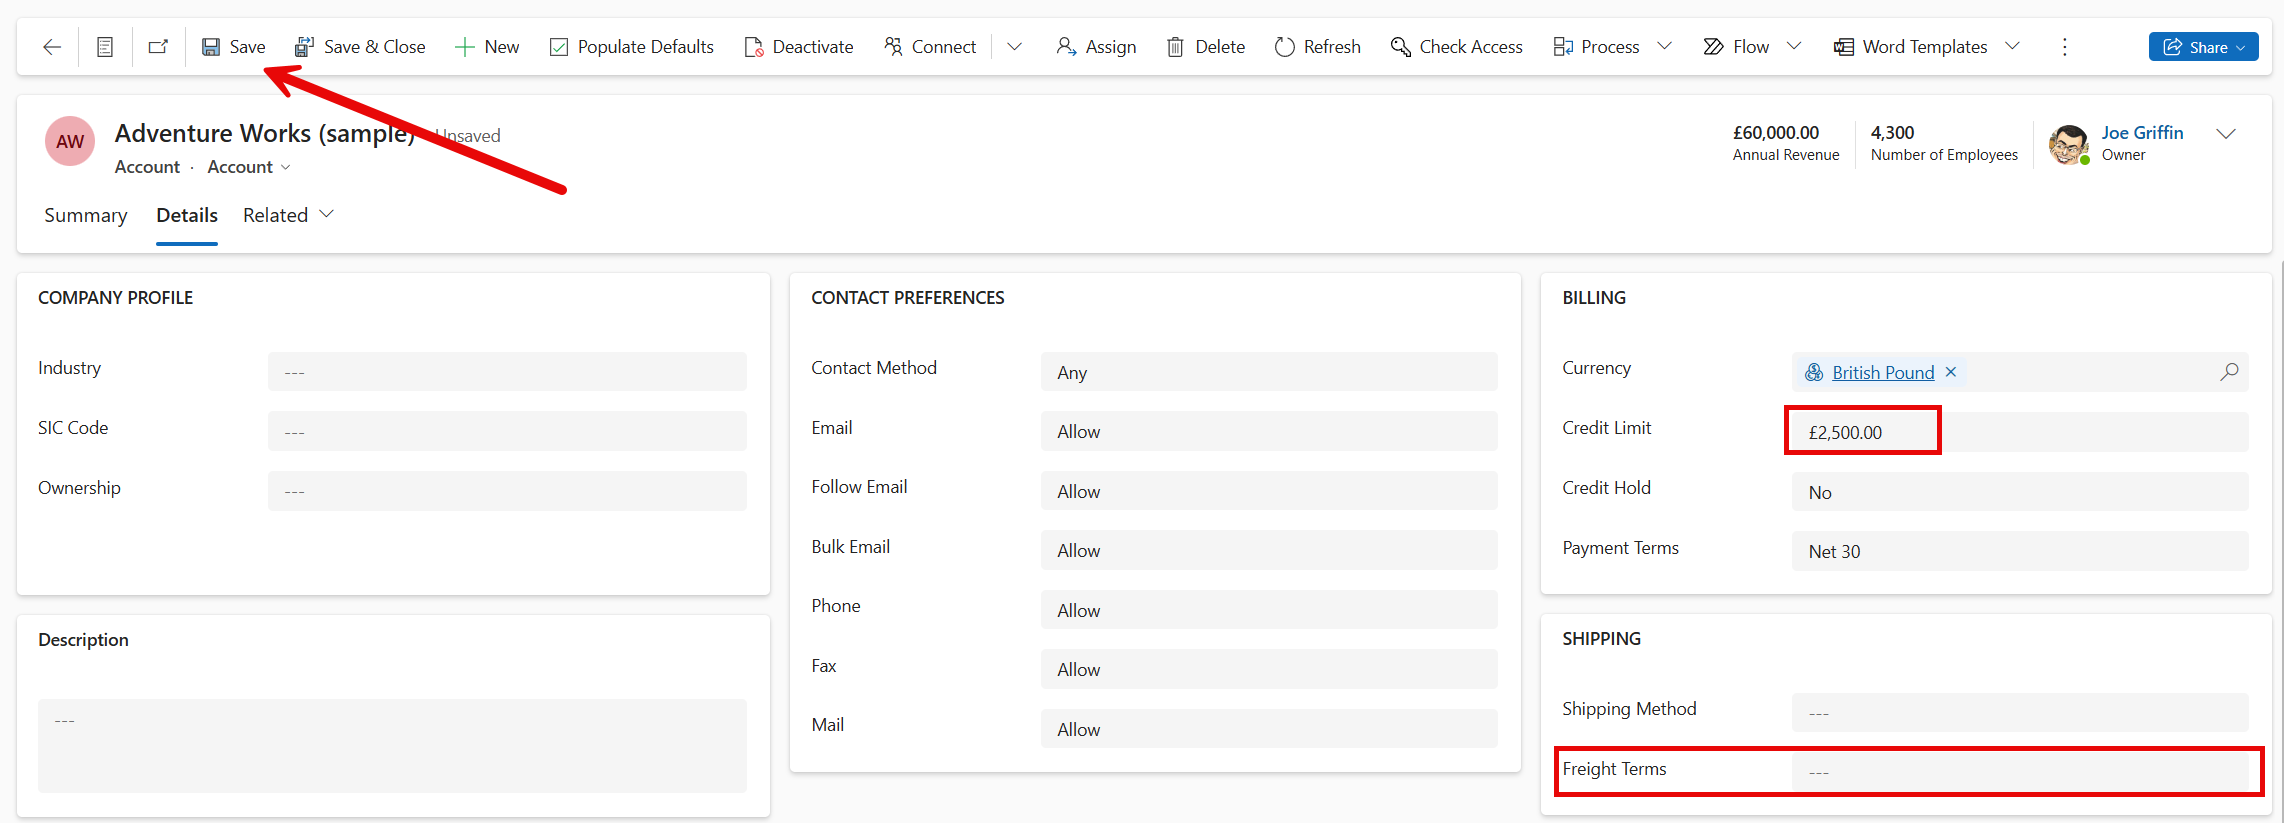 Save
Save & Close
New
Populate Defaults
Deactivate
Connect
Assign
Delete
Refresh
Check Access
Process
Flow
Word Templates
Share
AW
Adventure Works (sample)
Unsaved
Account · Account
£60,000.00
Annual Revenue
4,300
Number of Employees
Joe Griffin
Owner
Summary
Details
Related
COMPANY PROFILE
Industry
---
SIC Code
---
Ownership
---
Description
---
CONTACT PREFERENCES
Contact Method
Any
Email
Allow
Follow Email
Allow
Bulk Email
Allow
Phone
Allow
Fax
Allow
Mail
Allow
BILLING
Currency
British Pound
Credit Limit
£2,500.00
Credit Hold
No
Payment Terms
Net 30
SHIPPING
Shipping Method
---
Freight Terms
---